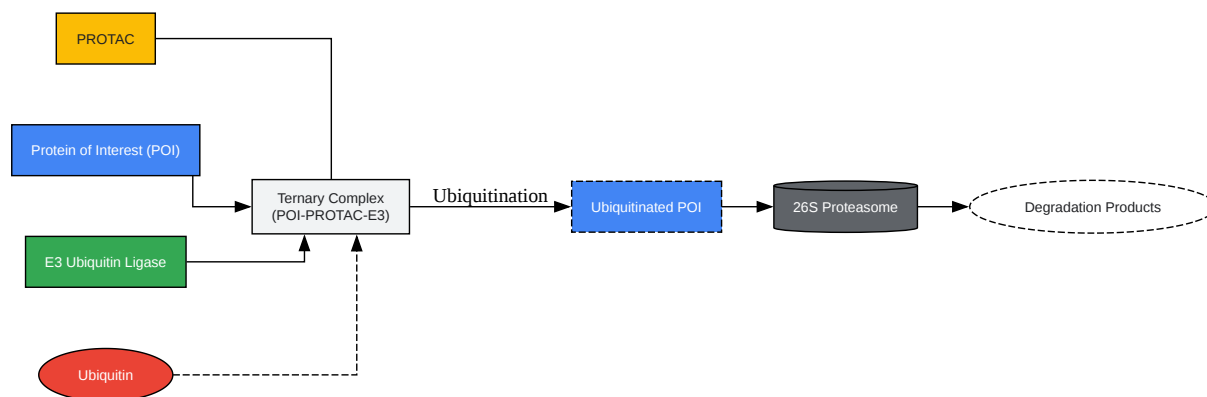 PROTAC
Protein of Interest (POI)
E3 Ubiquitin Ligase
Ubiquitin
Ternary Complex
(POI-PROTAC-E3)
Ubiquitination
Ubiquitinated POI
26S Proteasome
Degradation Products